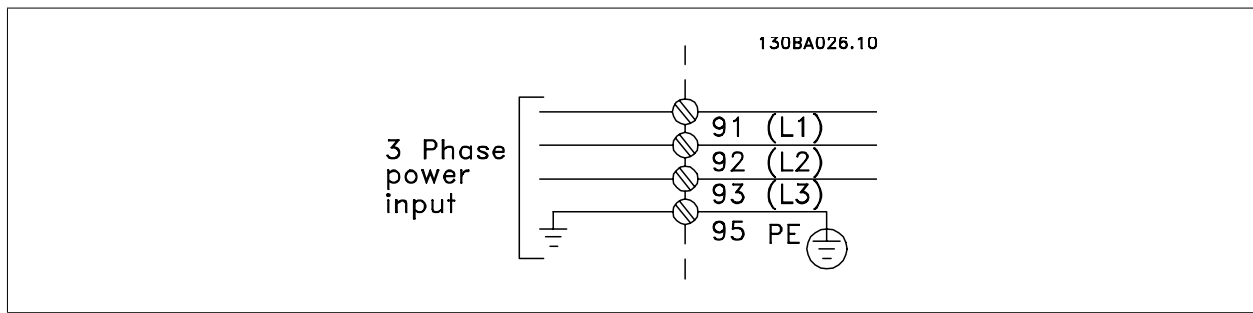 130BA026.10
3 Phase
power
input
91 (L1)
92 (L2)
93 (L3)
95 PE